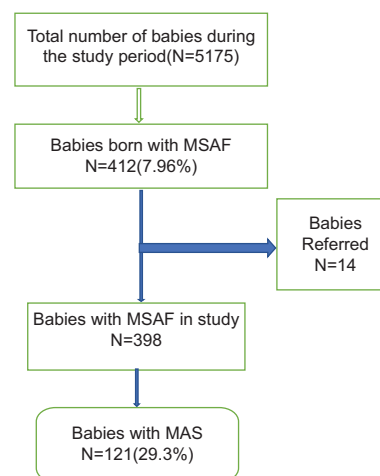 Total number of babies during
the study period(N=5175)
Babies born with MSAF
N=412(7.96%)
Babies
Referred
N=14
Babies with MSAF in study
N=398
Babies with MAS
N=121(29.3%)